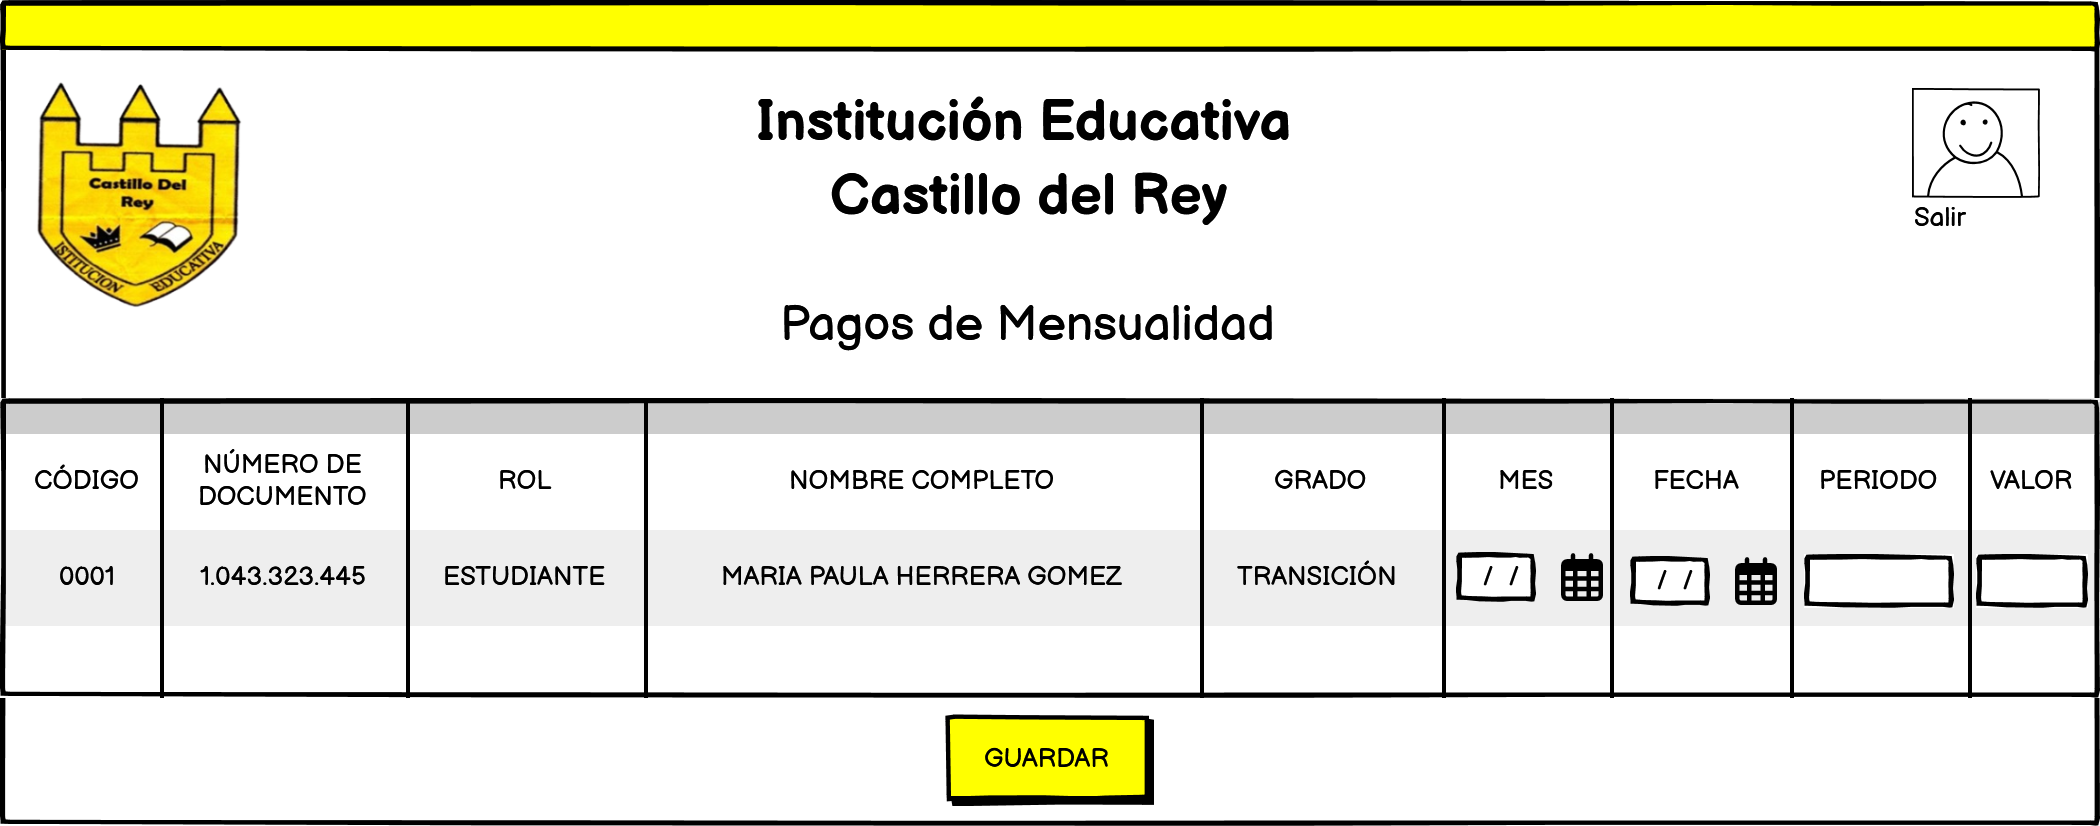 Institución Educativa
Castillo del Rey
Castillo Del
Rey
ISTITUCION EDUCATIVA
Salir
Pagos de Mensualidad
CÓDIGO
NÚMERO DE
DOCUMENTO
ROL
NOMBRE COMPLETO
GRADO
MES
FECHA
PERIODO
VALOR
0001
1.043.323.445
ESTUDIANTE
MARIA PAULA HERRERA GOMEZ
TRANSICIÓN
/ /
/ /
GUARDAR